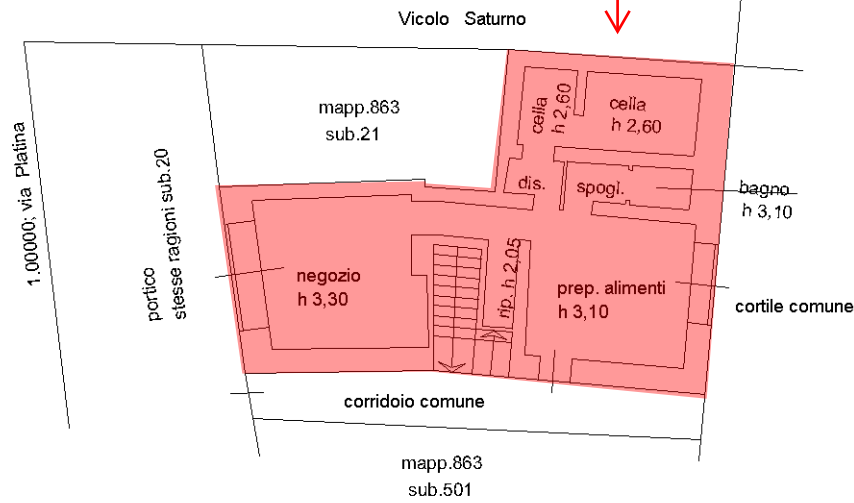 Vicolo Saturno
mapp.863
sub.21
cella
h 2,60
cella
h 2,60
dis.
spogl.
bagno
h 3,10
1.00000; via Platina
portico
stesse ragioni sub.20
negozio
h 3,30
rip. h 2,05
prep. alimenti
h 3,10
cortile comune
corridoio comune
mapp.863
sub.501